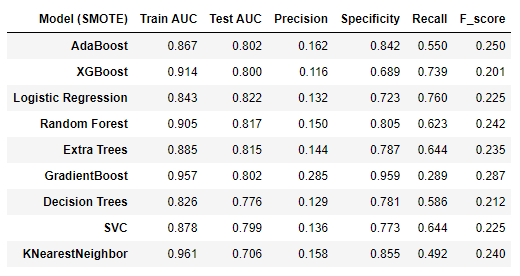 Model (SMOTE) Train AUC Test AUC Precision Specificity Recall F_score
AdaBoost 0.867 0.802 0.162 0.842 0.550 0.250
XGBoost 0.914 0.800 0.116 0.689 0.739 0.201
Logistic Regression 0.843 0.822 0.132 0.723 0.760 0.225
Random Forest 0.905 0.817 0.150 0.805 0.623 0.242
Extra Trees 0.885 0.815 0.144 0.787 0.644 0.235
GradientBoost 0.957 0.802 0.285 0.959 0.289 0.287
Decision Trees 0.826 0.776 0.129 0.781 0.586 0.212
SVC 0.878 0.799 0.136 0.773 0.644 0.225
KNearestNeighbor 0.961 0.706 0.158 0.855 0.492 0.240